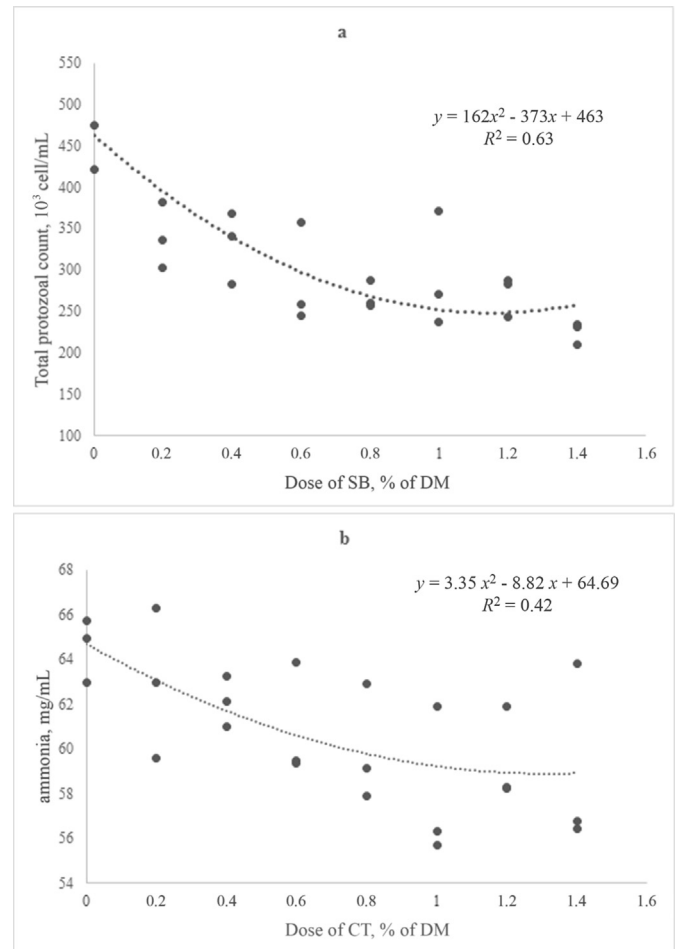 a
550
500
450
400
350
300
250
200
150
100
Total protozoal count, 10³ cell/mL
y = 162x² - 373x + 463
R² = 0.63
0 0.2 0.4 0.6 0.8 1 1.2 1.4 1.6
Dose of SB, % of DM
b
68
66
64
62
60
58
56
54
ammonia, mg/mL
y = 3.35 x² - 8.82 x + 64.69
R² = 0.42
0 0.2 0.4 0.6 0.8 1 1.2 1.4 1.6
Dose of CT, % of DM